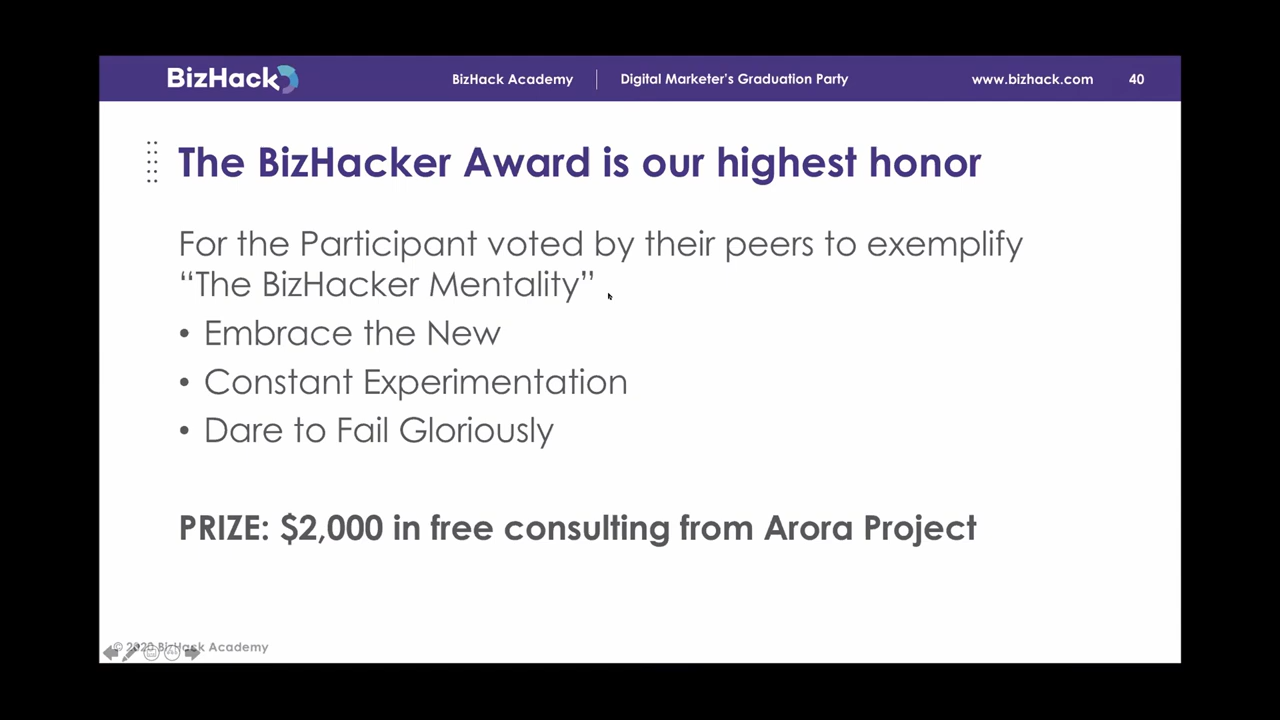 BizHack
BizHack Academy
Digital Marketer’s Graduation Party
www.bizhack.com
40
The BizHacker Award is our highest honor
For the Participant voted by their peers to exemplify
“The BizHacker Mentality”
• Embrace the New
• Constant Experimentation
• Dare to Fail Gloriously
PRIZE: $2,000 in free consulting from Arora Project
© 2020 BizHack Academy